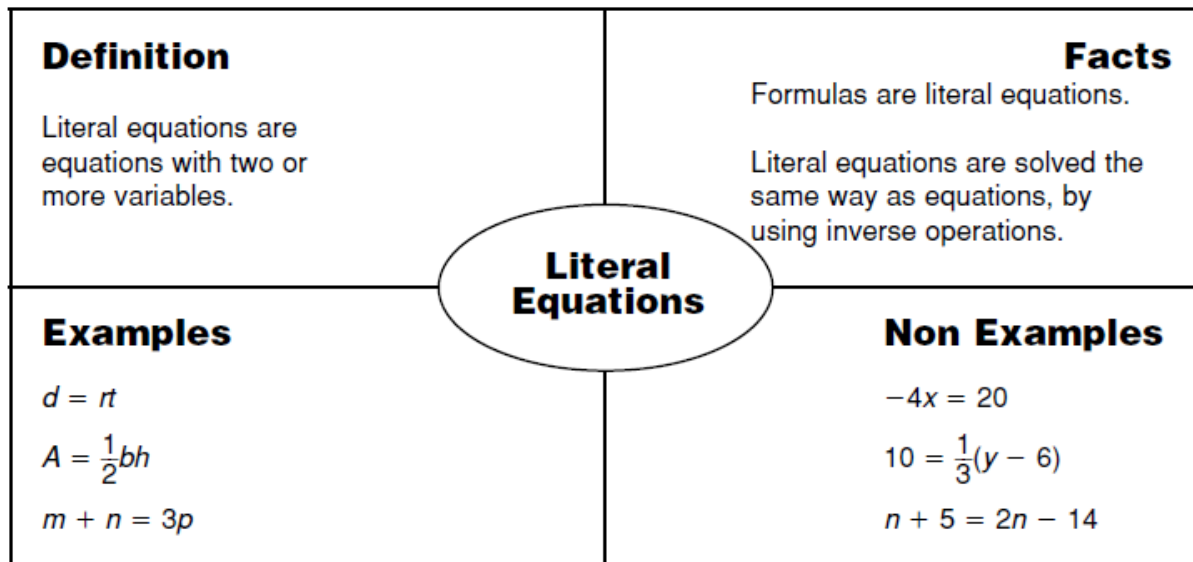 Definition
Literal equations are
equations with two or
more variables.
Facts
Formulas are literal equations.
Literal equations are solved the
same way as equations, by
using inverse operations.
Literal
Equations
Examples
d = rt
A = 1/2 bh
m + n = 3p
Non Examples
−4x = 20
10 = 1/3 (y − 6)
n + 5 = 2n − 14